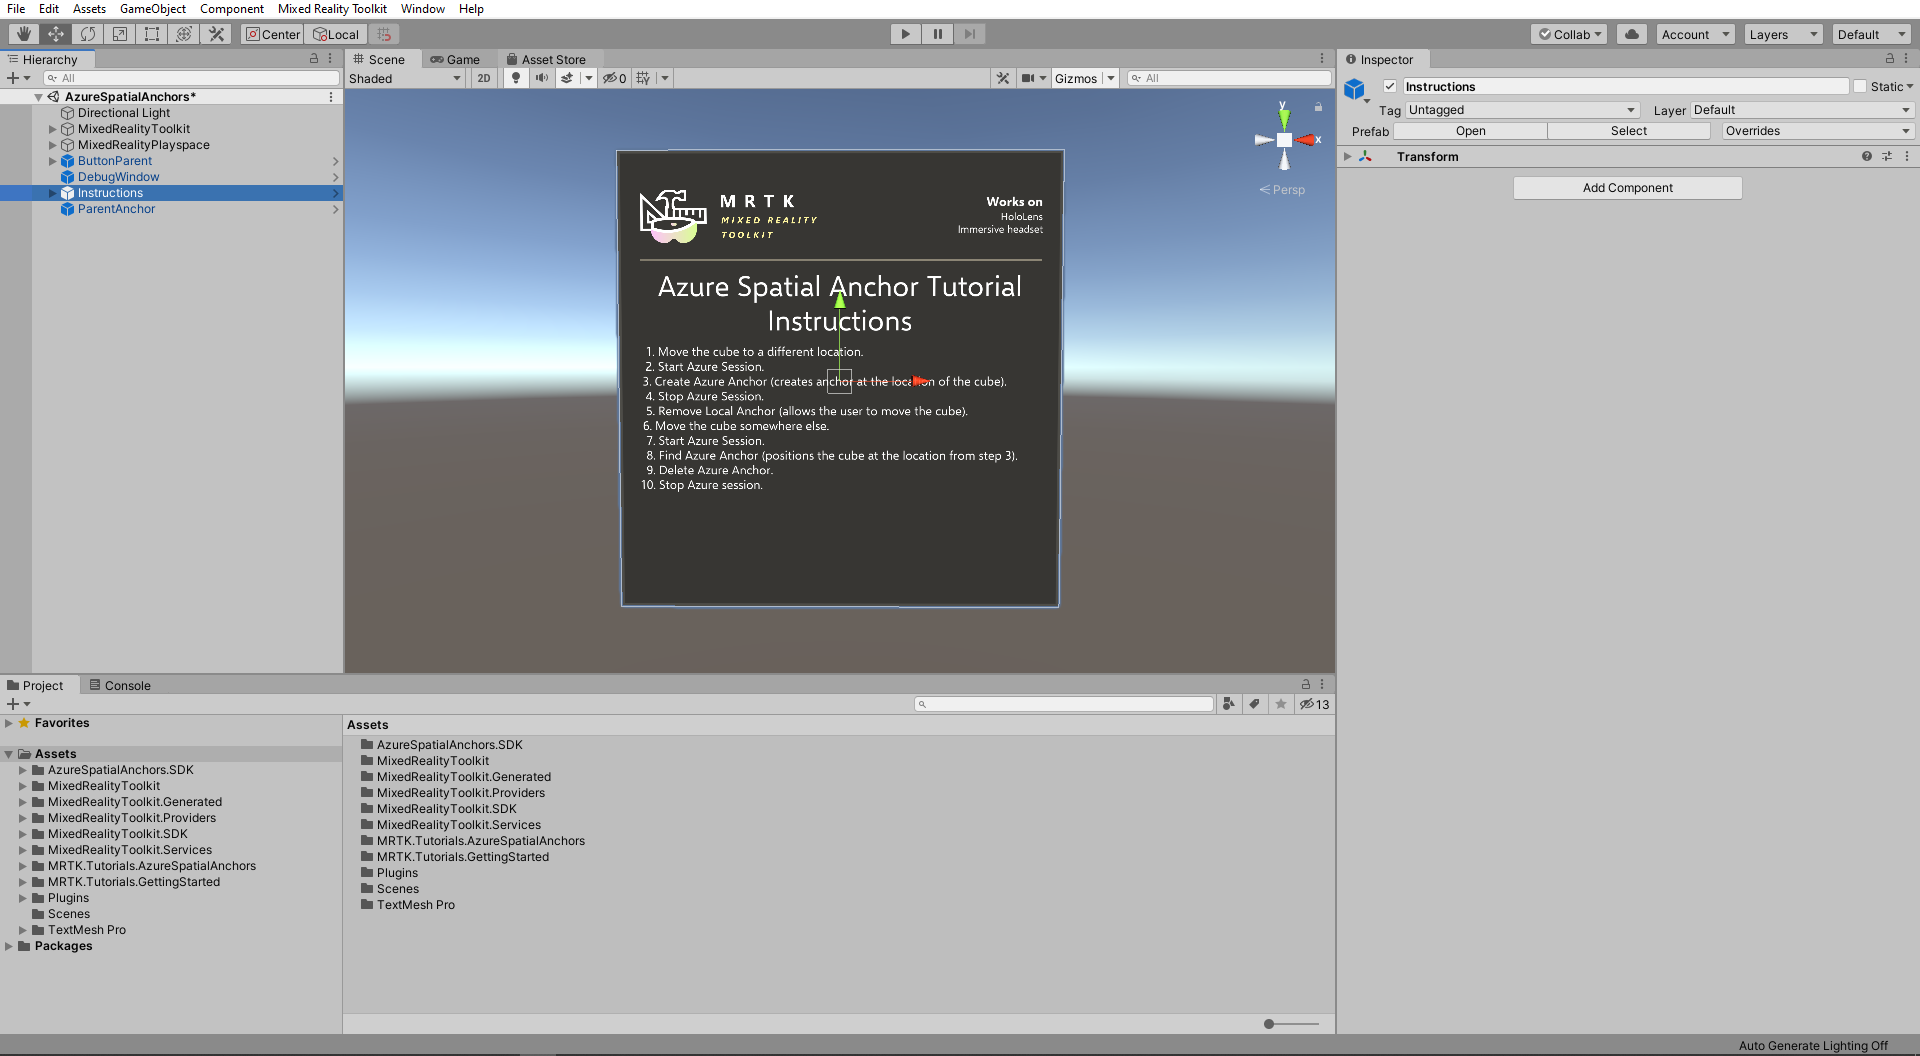 File Edit Assets GameObject Component Mixed Reality Toolkit Window Help
Center Local
Collab Account Layers Default
Hierarchy
All
AzureSpatialAnchors*
Directional Light
MixedRealityToolkit
MixedRealityPlayspace
ButtonParent
DebugWindow
Instructions
ParentAnchor
Scene Game Asset Store
Shaded 2D 0 Gizmos All
y
x
Persp
MRTK
MIXED REALITY
TOOLKIT
Works on
HoloLens
Immersive headset
Azure Spatial Anchor Tutorial
Instructions
1. Move the cube to a different location.
2. Start Azure Session.
3. Create Azure Anchor (creates anchor at the location of the cube).
4. Stop Azure Session.
5. Remove Local Anchor (allows the user to move the cube).
6. Move the cube somewhere else.
7. Start Azure Session.
8. Find Azure Anchor (positions the cube at the location from step 3).
9. Delete Azure Anchor.
10. Stop Azure session.
Inspector
Instructions Static
Tag Untagged Layer Default
Prefab Open Select Overrides
Transform
Add Component
Project Console
13
Favorites
Assets
AzureSpatialAnchors.SDK
MixedRealityToolkit
MixedRealityToolkit.Generated
MixedRealityToolkit.Providers
MixedRealityToolkit.SDK
MixedRealityToolkit.Services
MRTK.Tutorials.AzureSpatialAnchors
MRTK.Tutorials.GettingStarted
Plugins
Scenes
TextMesh Pro
Packages
Assets
AzureSpatialAnchors.SDK
MixedRealityToolkit
MixedRealityToolkit.Generated
MixedRealityToolkit.Providers
MixedRealityToolkit.SDK
MixedRealityToolkit.Services
MRTK.Tutorials.AzureSpatialAnchors
MRTK.Tutorials.GettingStarted
Plugins
Scenes
TextMesh Pro
Auto Generate Lighting Off